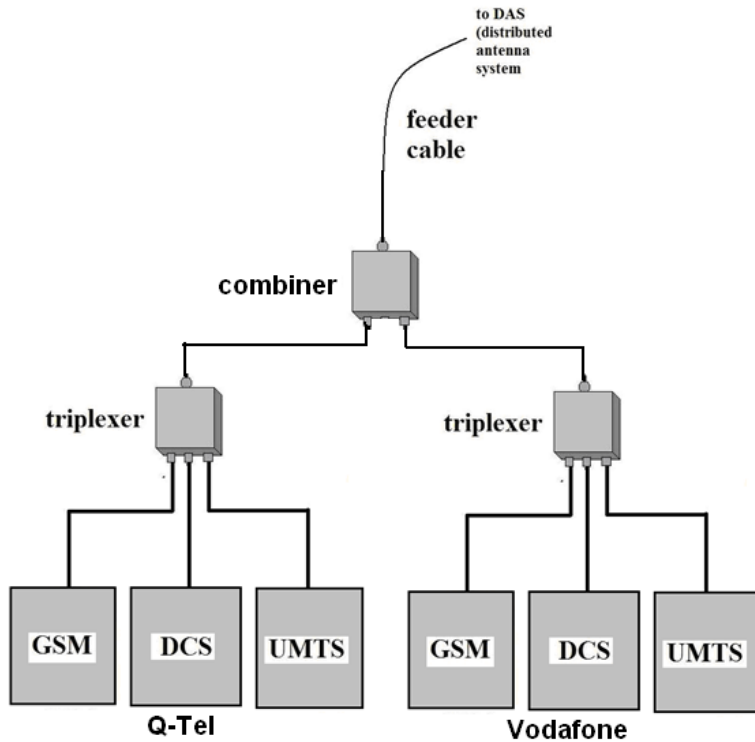 to DAS
(distributed
antenna
system
feeder
cable
combiner
triplexer
triplexer
GSM
DCS
UMTS
GSM
DCS
UMTS
Q-Tel
Vodafone